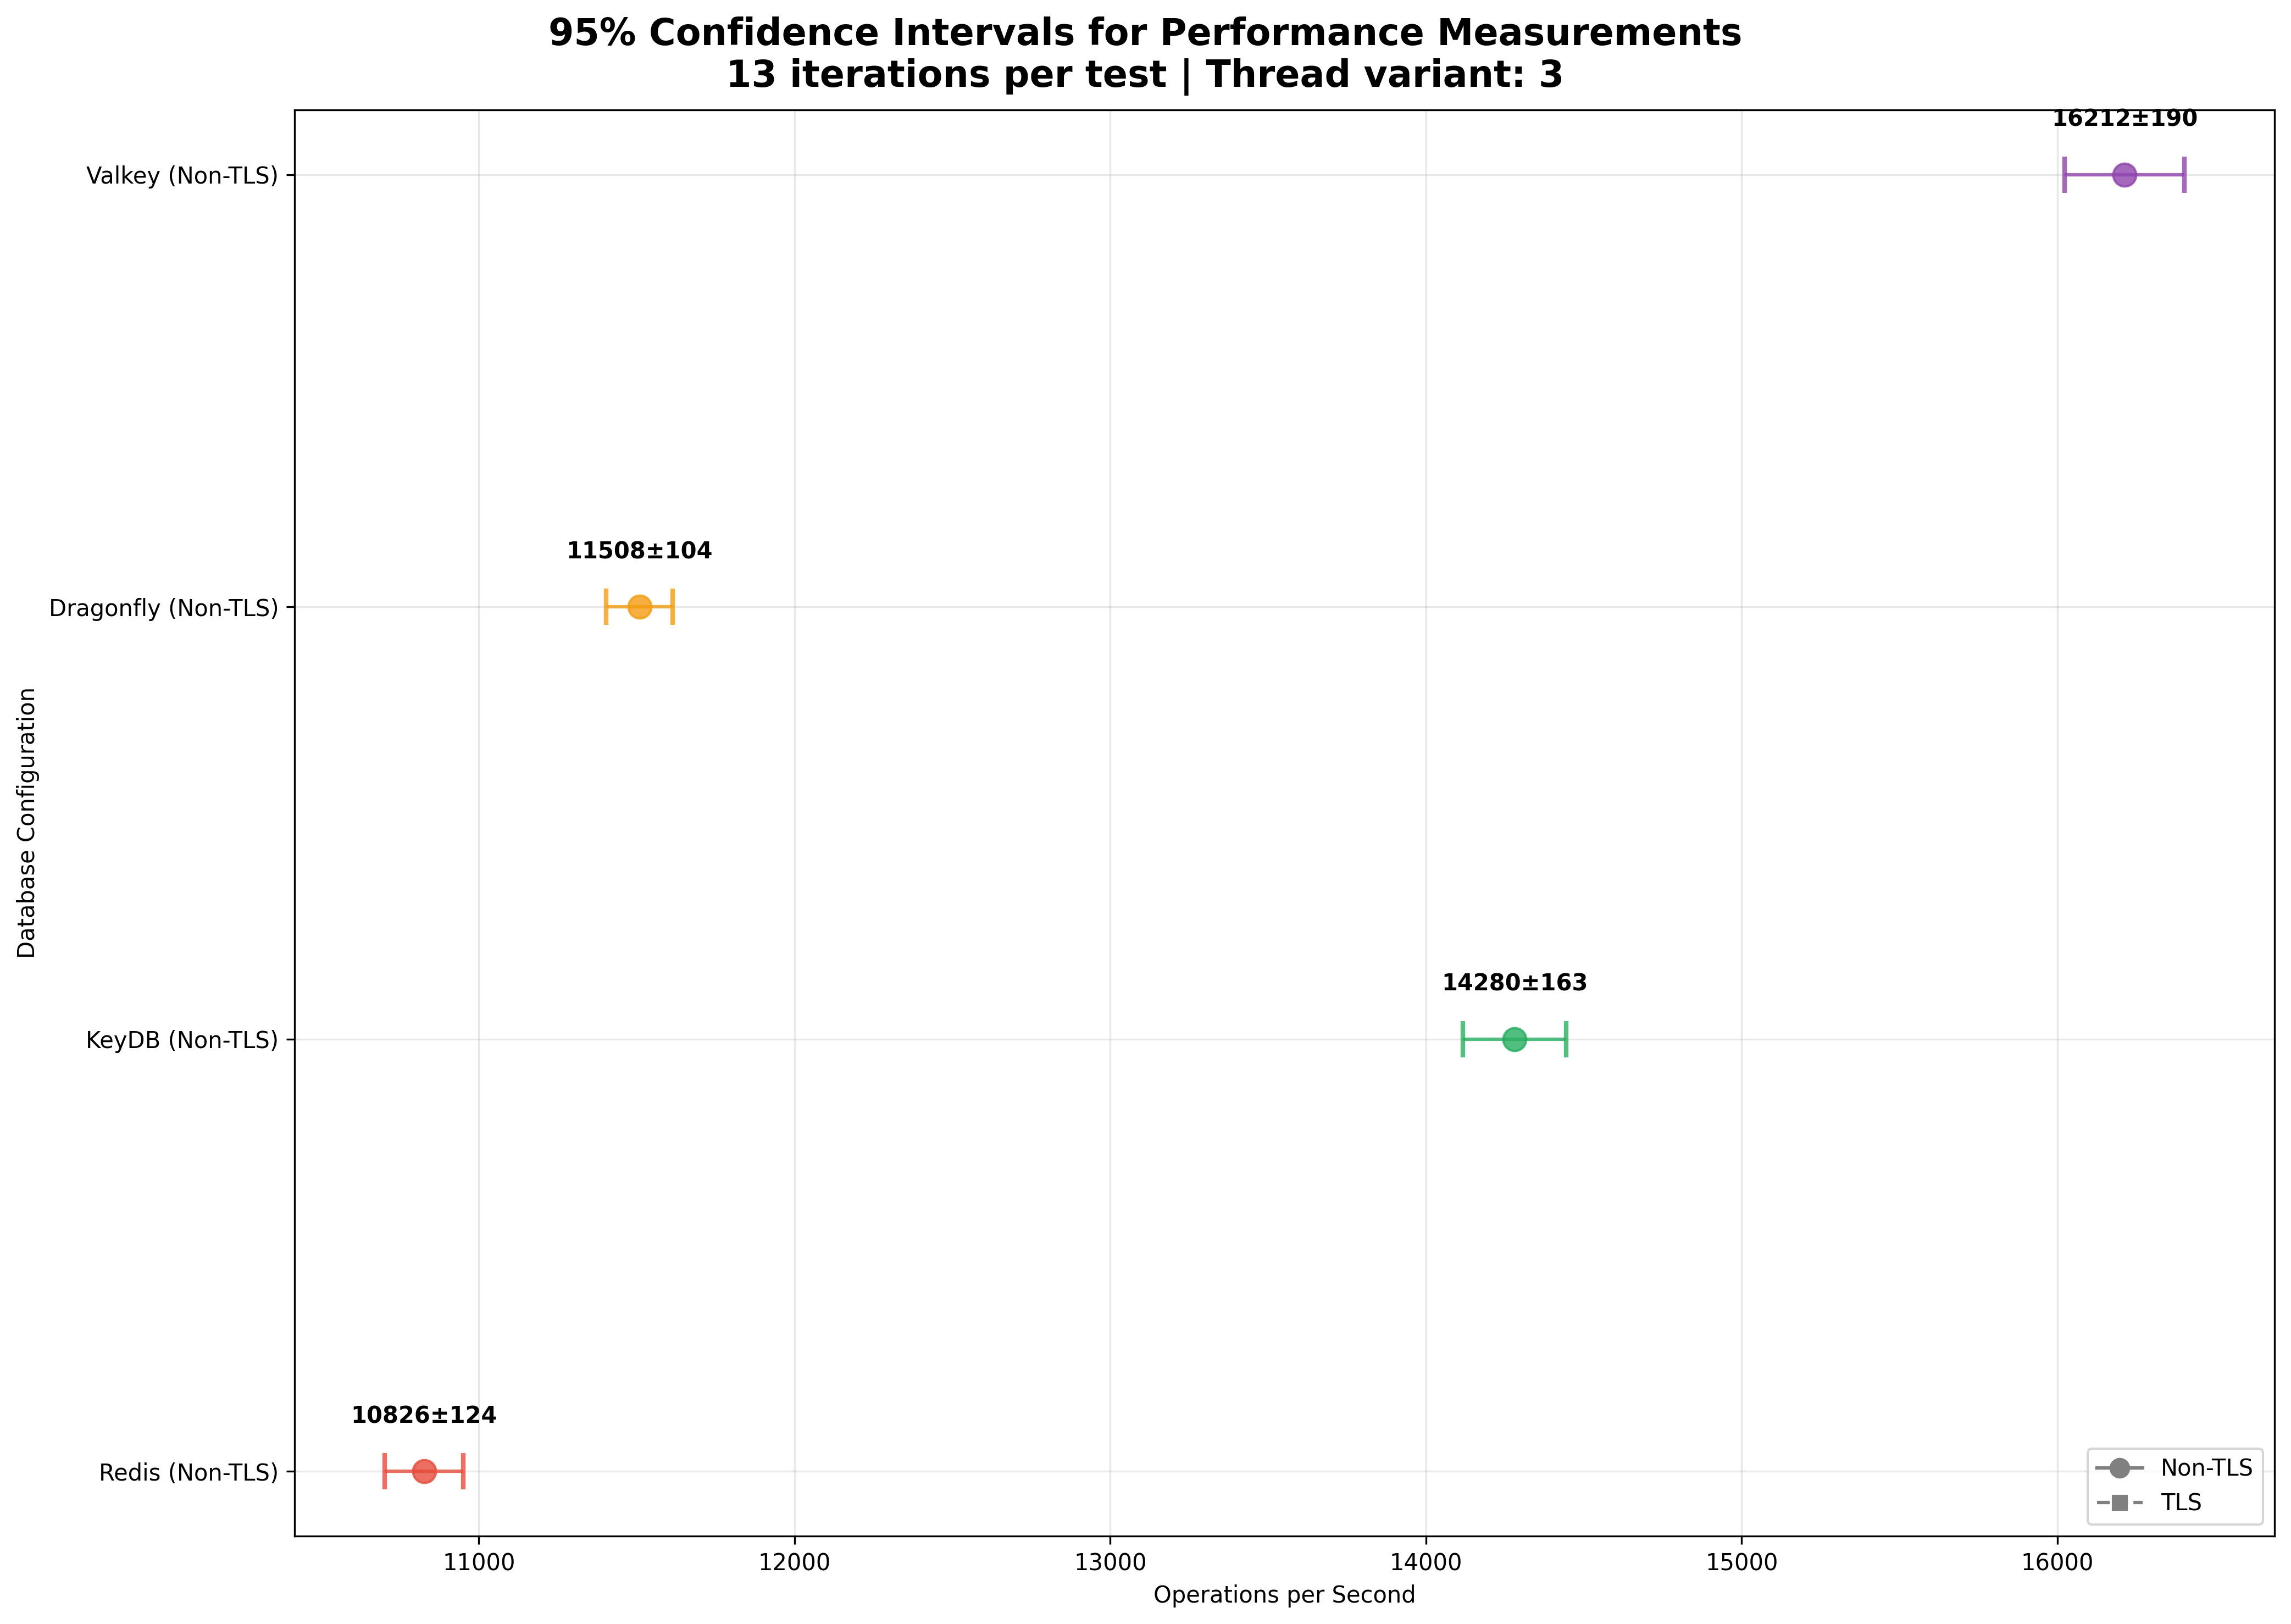 95% Confidence Intervals for Performance Measurements
13 iterations per test | Thread variant: 3
16212±190
Valkey (Non-TLS)
11508±104
Dragonfly (Non-TLS)
Database Configuration
14280±163
KeyDB (Non-TLS)
10826±124
Redis (Non-TLS)
Non-TLS
TLS
11000 12000 13000 14000 15000 16000
Operations per Second